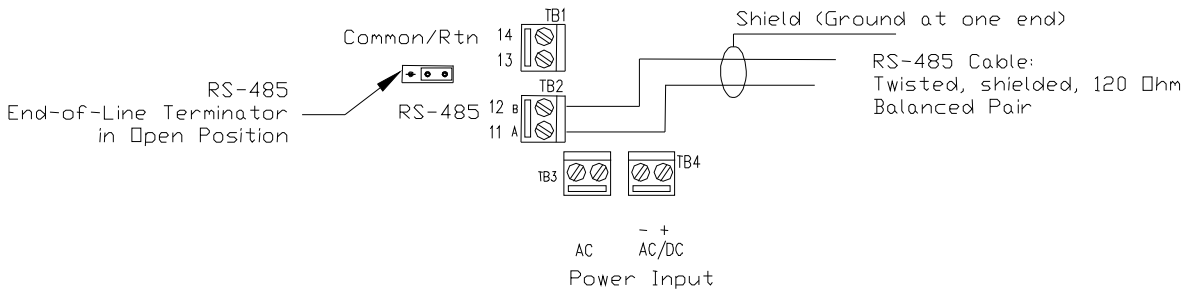 TB1
Shield (Ground at one end)
Common/Rtn
14
13
RS-485 Cable:
Twisted, shielded, 120 Ohm
Balanced Pair
RS-485
End-of-Line Terminator
in Open Position
TB2
RS-485
12 B
11 A
TB3
TB4
- +
AC
AC/DC
Power Input